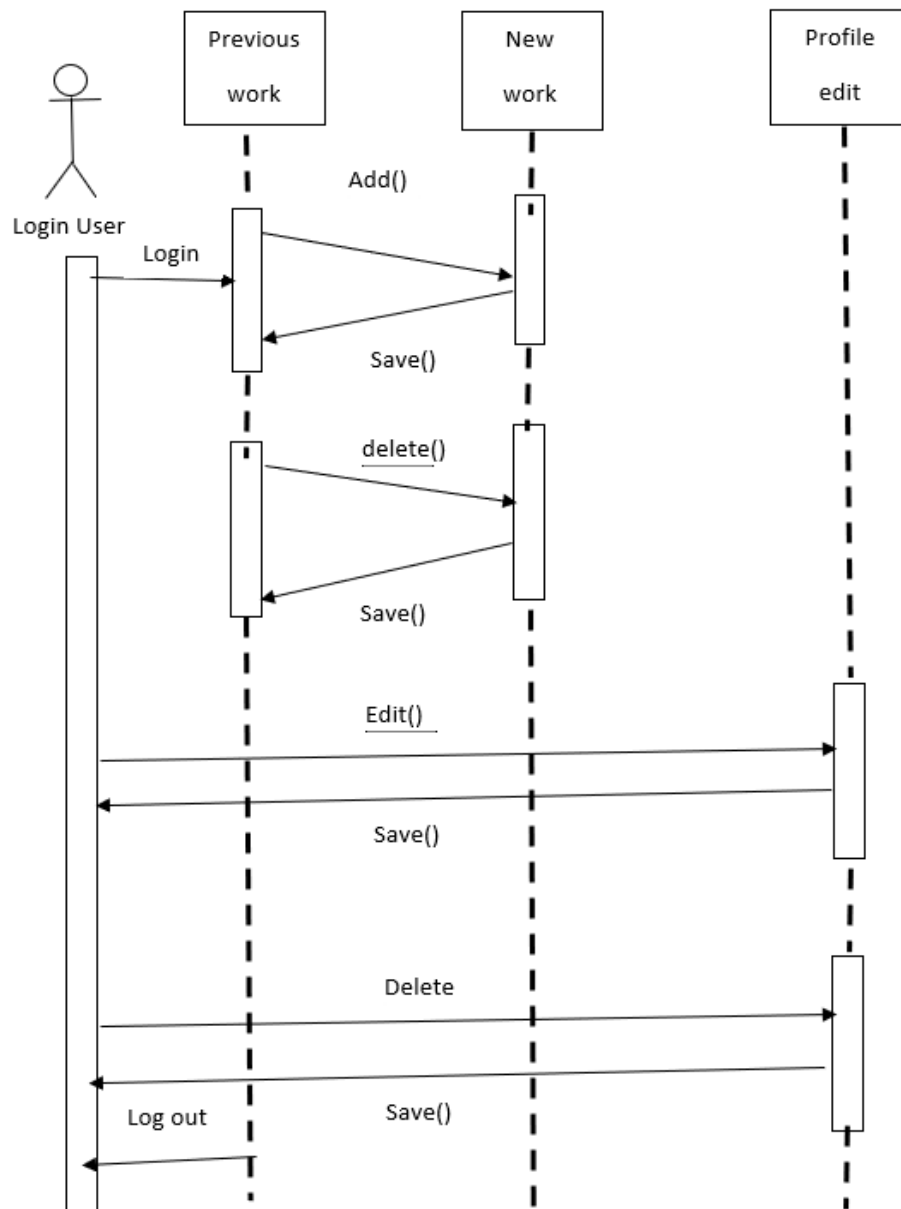 Previous
work
New
work
Profile
edit
Login User
Add()
Login
Save()
delete()
Save()
Edit()
Save()
Delete
Save()
Log out